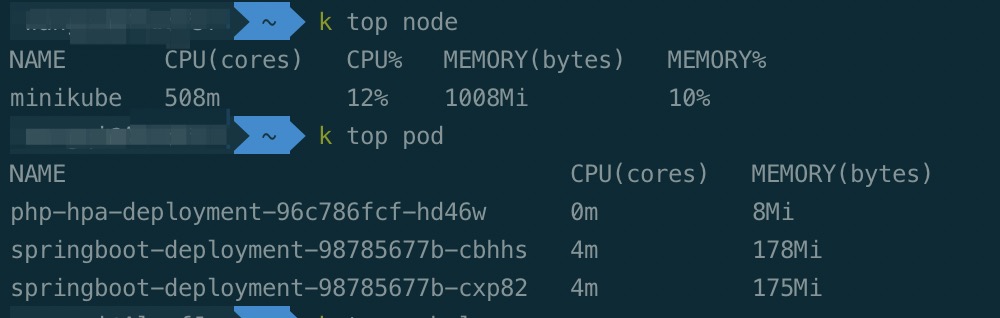 ~ k top node
NAME CPU(cores) CPU% MEMORY(bytes) MEMORY%
minikube 508m 12% 1008Mi 10%
~ k top pod
NAME CPU(cores) MEMORY(bytes)
php-hpa-deployment-96c786fcf-hd46w 0m 8Mi
springboot-deployment-98785677b-cbhhs 4m 178Mi
springboot-deployment-98785677b-cxp82 4m 175Mi